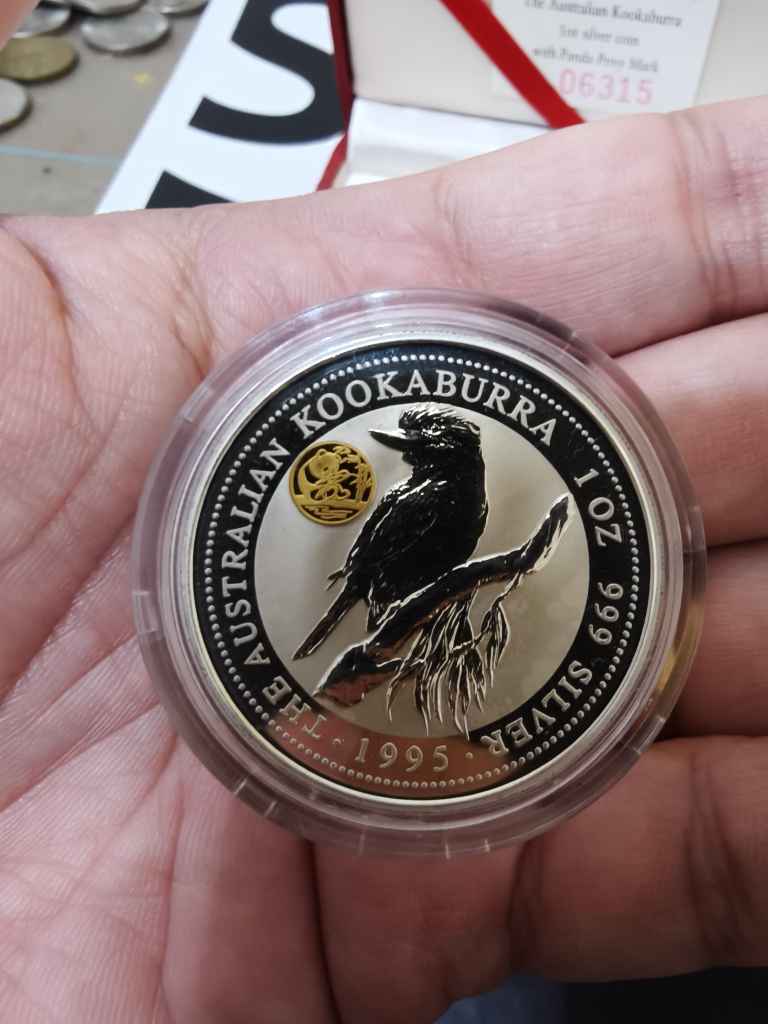 The Australian Kookaburra
1oz silver coin
with Panda Privy Mark
06315
THE AUSTRALIAN KOOKABURRA 1 OZ 999 SILVER
· 1995 ·